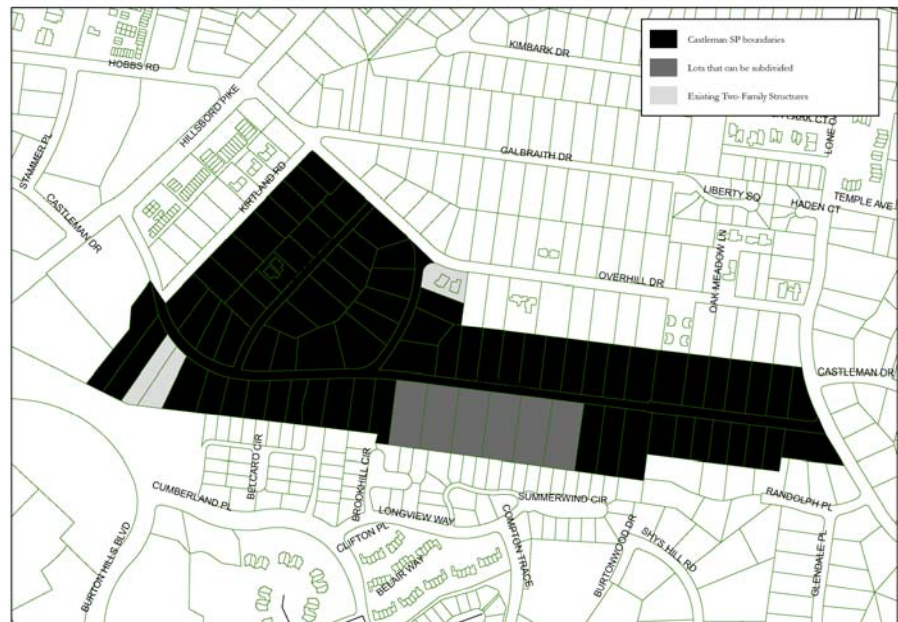 Castleman SP boundaries
Lots that can be subdivided
Existing Two-Family Structures
KIMBARK DR
HOBBS RD
HILLSBORO PIKE
STAMMER PL
CASTLEMAN DR
KIRTLAND RD
GALBRAITH DR
LONE
LIBERTY SQ
HADEN CT
TEMPLE AVE
OAK MEADOW LN
OVERHILL DR
CASTLEMAN DR
BELCARO CIR
BROOKHILL CIR
CUMBERLAND PL
LONGVIEW WAY
SUMMERWIND CIR
RANDOLPH PL
CLIFTON PL
BELAIR WAY
COMPTON TRACE
BURTONWOOD DR
SHYS HILL RD
GLENDALE PL
BURTON HILLS BLVD